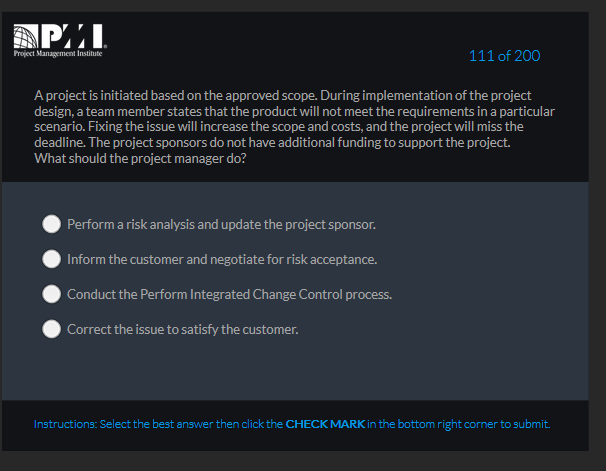 PMI
Project Management Institute
111 of 200
A project is initiated based on the approved scope. During implementation of the project
design, a team member states that the product will not meet the requirements in a particular
scenario. Fixing the issue will increase the scope and costs, and the project will miss the
deadline. The project sponsors do not have additional funding to support the project.
What should the project manager do?
Perform a risk analysis and update the project sponsor.
Inform the customer and negotiate for risk acceptance.
Conduct the Perform Integrated Change Control process.
Correct the issue to satisfy the customer.
Instructions: Select the best answer then click the CHECK MARK in the bottom right corner to submit.